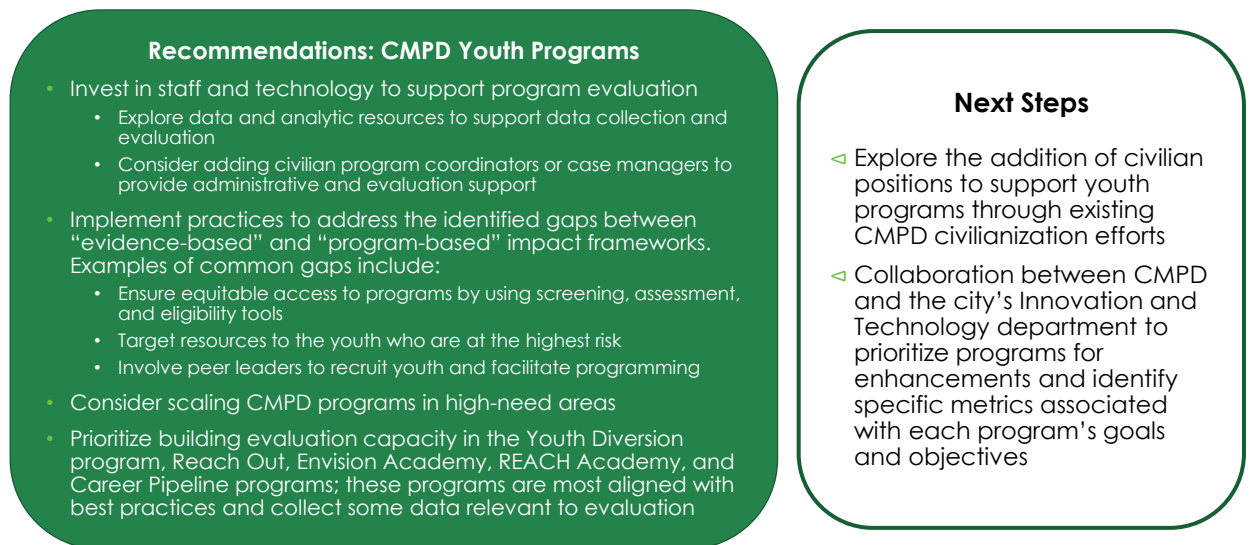 Recommendations: CMPD Youth Programs
• Invest in staff and technology to support program evaluation
• Explore data and analytic resources to support data collection and
evaluation
• Consider adding civilian program coordinators or case managers to
provide administrative and evaluation support
• Implement practices to address the identified gaps between
“evidence-based” and “program-based” impact frameworks.
Examples of common gaps include:
• Ensure equitable access to programs by using screening, assessment,
and eligibility tools
• Target resources to the youth who are at the highest risk
• Involve peer leaders to recruit youth and facilitate programming
• Consider scaling CMPD programs in high-need areas
• Prioritize building evaluation capacity in the Youth Diversion
program, Reach Out, Envision Academy, REACH Academy, and
Career Pipeline programs; these programs are most aligned with
best practices and collect some data relevant to evaluation
Next Steps
Explore the addition of civilian
positions to support youth
programs through existing
CMPD civilianization efforts
Collaboration between CMPD
and the city’s Innovation and
Technology department to
prioritize programs for
enhancements and identify
specific metrics associated
with each program’s goals
and objectives